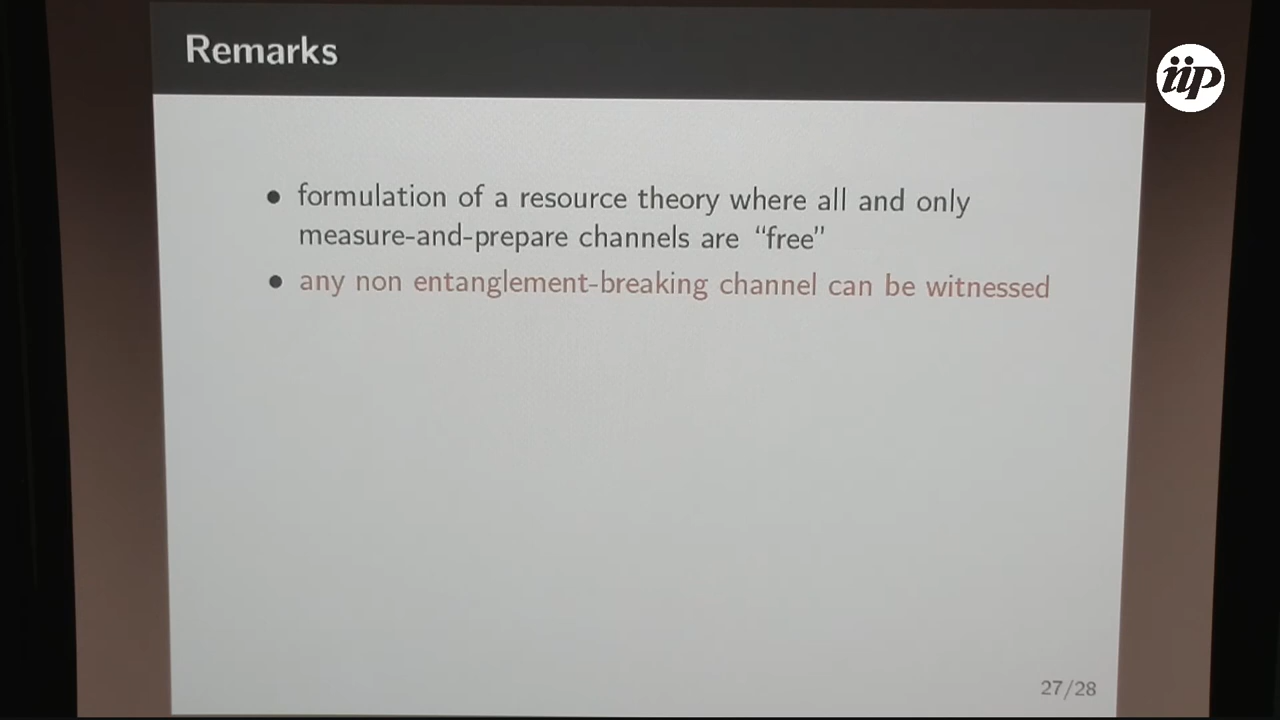 Remarks
iip
• formulation of a resource theory where all and only
measure-and-prepare channels are “free”
• any non entanglement-breaking channel can be witnessed
27/28